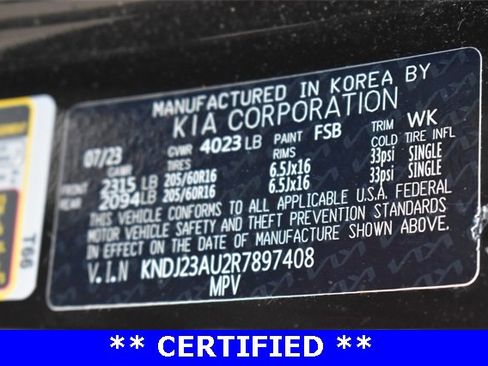 MANUFACTURED IN KOREA BY
KIA CORPORATION
07/23 GVWR 4023 LB PAINT FSB TRIM WK
GAWR TIRES RIMS COLD TIRE INFL
FRONT 2315 LB 205/60R16 6.5Jx16 33psi SINGLE
REAR 2094 LB 205/60R16 6.5Jx16 33psi SINGLE
THIS VEHICLE CONFORMS TO ALL APPLICABLE U.S.A. FEDERAL
MOTOR VEHICLE SAFETY AND THEFT PREVENTION STANDARDS
IN EFFECT ON THE DATE OF MANUFACTURE SHOWN ABOVE.
V.I.N KNDJ23AU2R7897408
MPV
T66
** CERTIFIED **